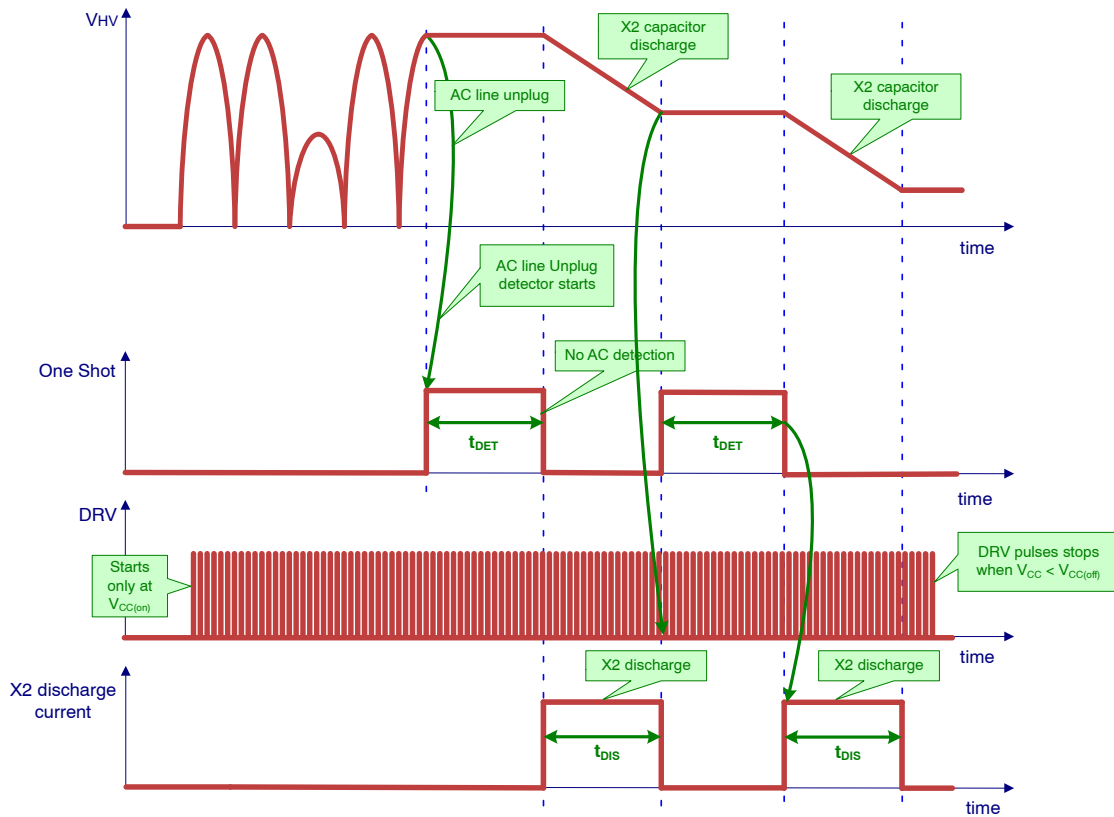 VHV
X2 capacitor
discharge
X2 capacitor
discharge
AC line unplug
time
AC line Unplug
detector starts
One Shot
No AC detection
tDET
tDET
time
DRV
Starts
only at
VCC(on)
DRV pulses stops
when VCC < VCC(off)
time
X2 discharge
current
X2 discharge
X2 discharge
tDIS
tDIS
time